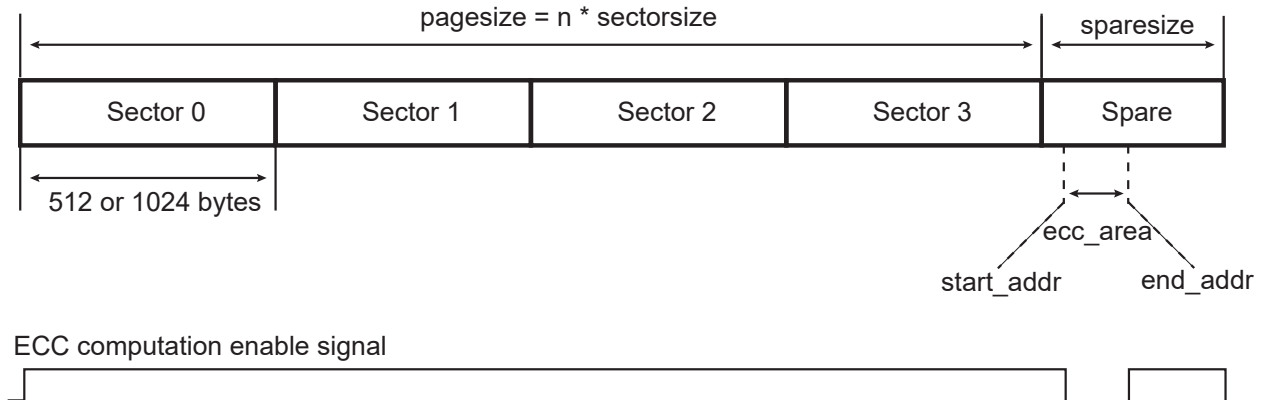 pagesize = n * sectorsize
sparesize
Sector 0
Sector 1
Sector 2
Sector 3
Spare
512 or 1024 bytes
ecc_area
start_addr
end_addr
ECC computation enable signal